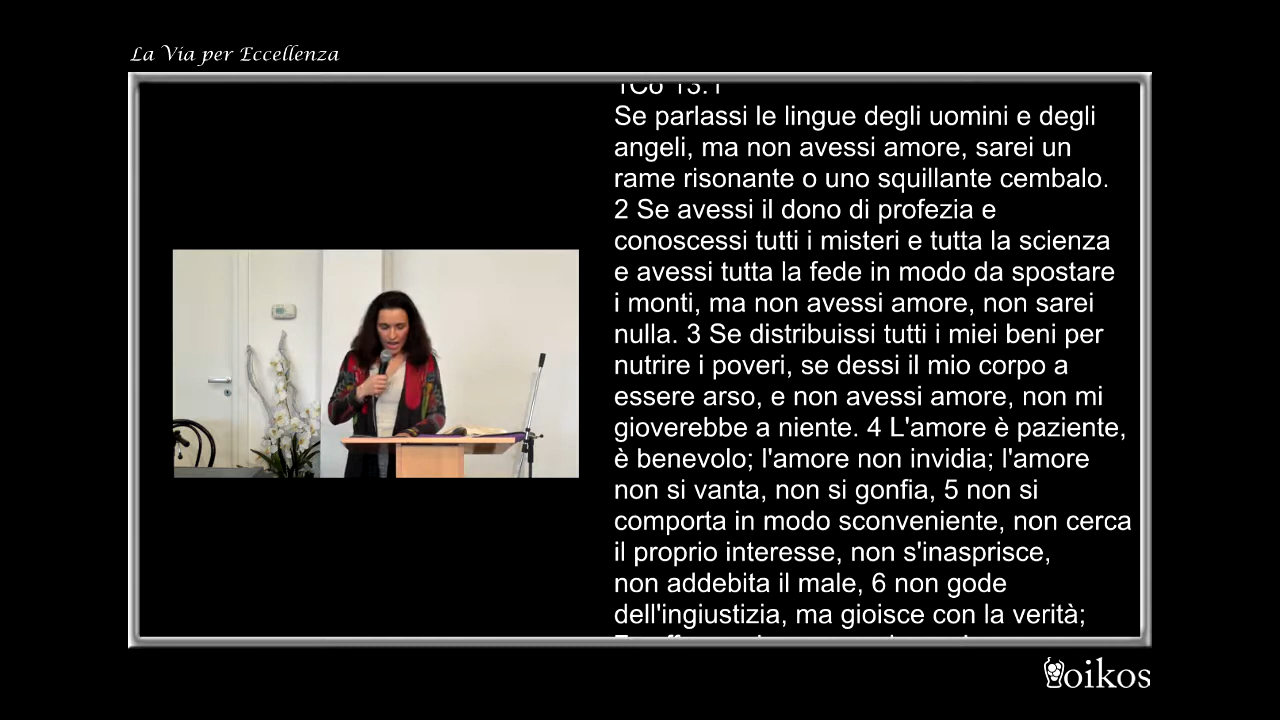 La Via per Eccellenza
1Co 13:1
Se parlassi le lingue degli uomini e degli
angeli, ma non avessi amore, sarei un
rame risonante o uno squillante cembalo.
2 Se avessi il dono di profezia e
conoscessi tutti i misteri e tutta la scienza
e avessi tutta la fede in modo da spostare
i monti, ma non avessi amore, non sarei
nulla. 3 Se distribuissi tutti i miei beni per
nutrire i poveri, se dessi il mio corpo a
essere arso, e non avessi amore, non mi
gioverebbe a niente. 4 L'amore è paziente,
è benevolo; l'amore non invidia; l'amore
non si vanta, non si gonfia, 5 non si
comporta in modo sconveniente, non cerca
il proprio interesse, non s'inasprisce,
non addebita il male, 6 non gode
dell'ingiustizia, ma gioisce con la verità;
oikos